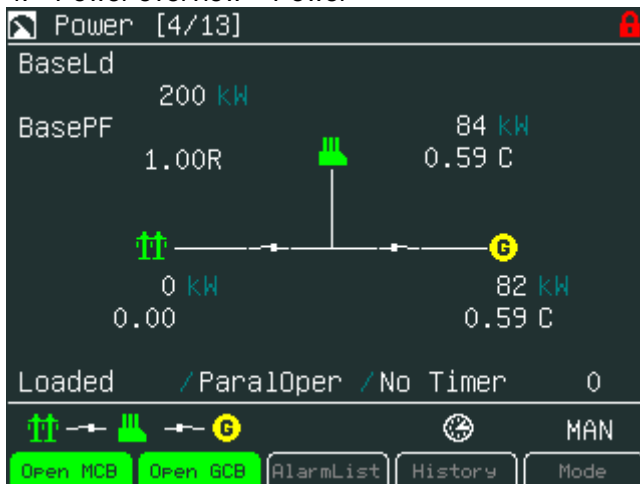 Power [4/13]
BaseLd
200 kW
BasePF
84 kW
1.00R
0.59 C
G
0 kW
82 kW
0.00
0.59 C
Loaded /ParalOper /No Timer 0
G MAN
Open MCB Open GCB AlarmList History Mode